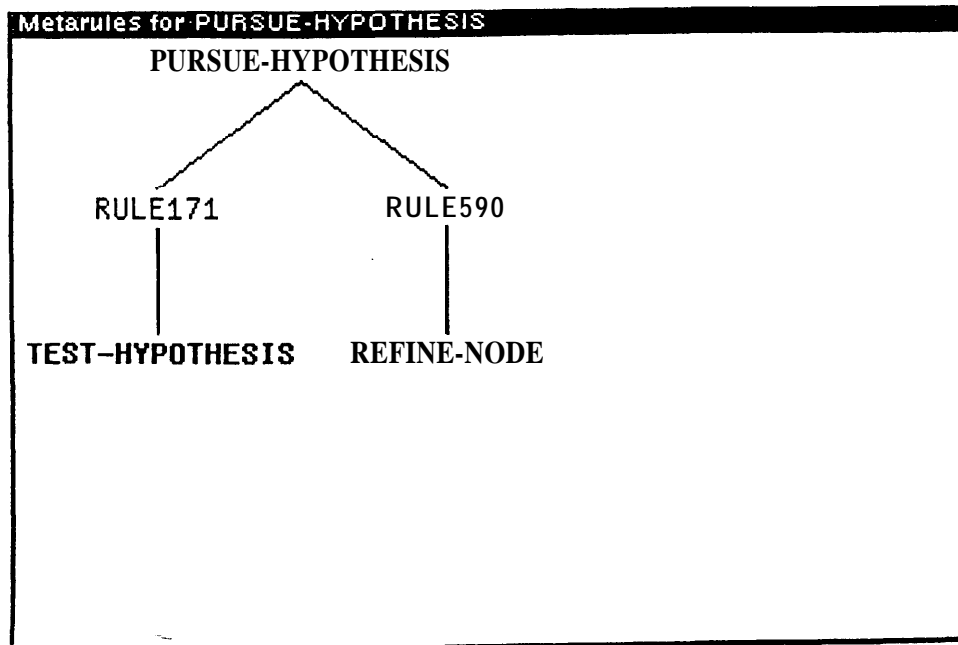 Metarules for PURSUE-HYPOTHESIS
PURSUE-HYPOTHESIS
RULE171 RULE590
TEST-HYPOTHESIS REFINE-NODE